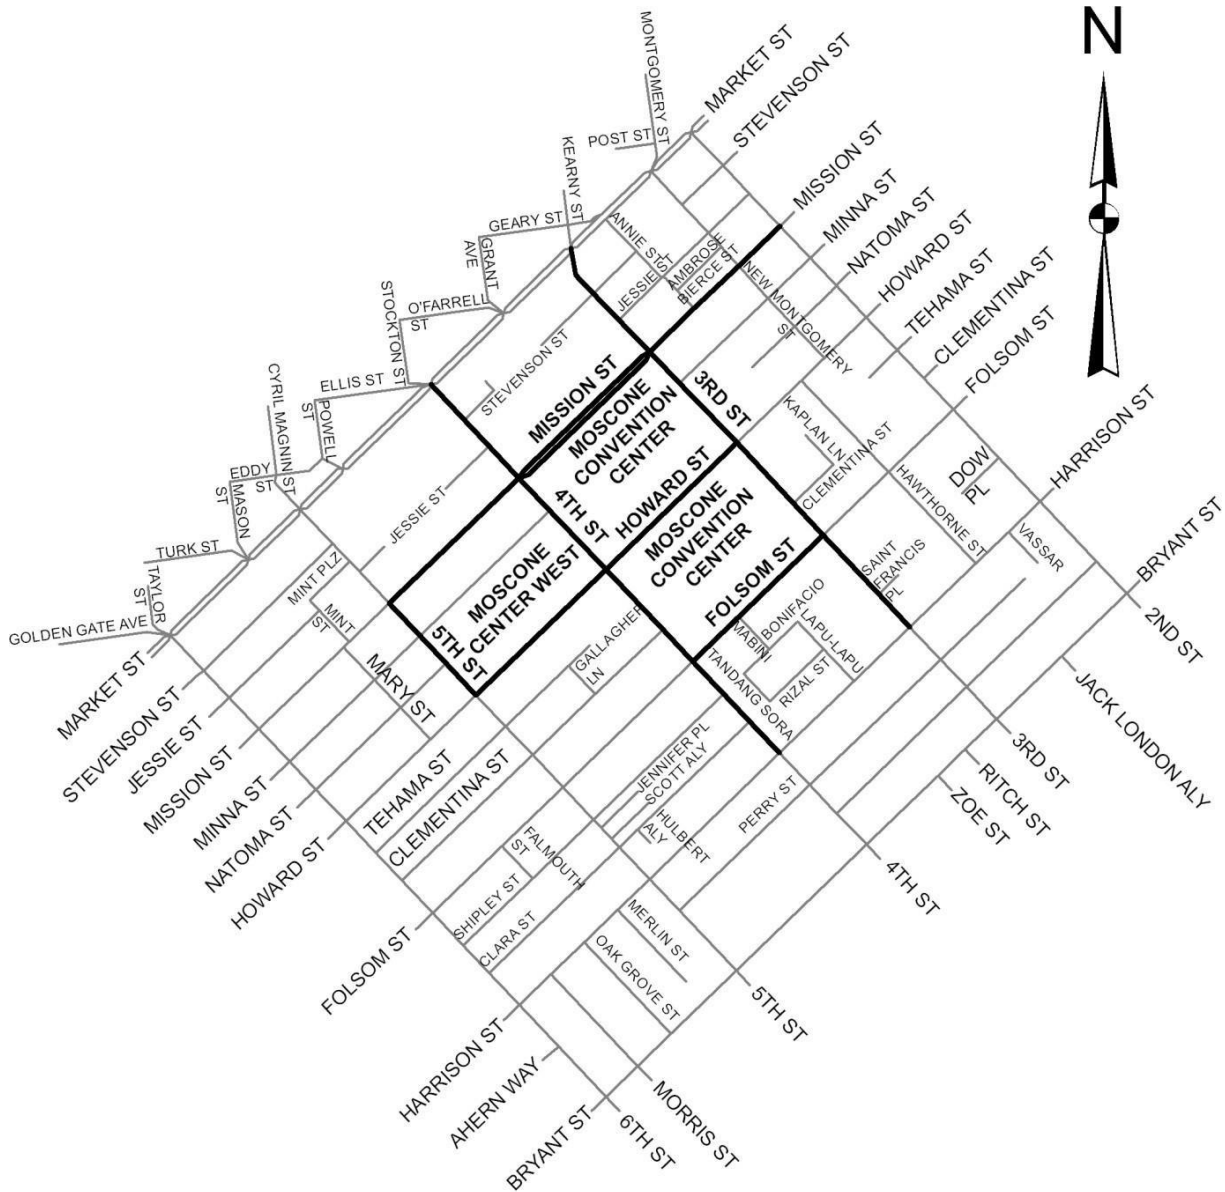 N
MONTGOMERY ST
MARKET ST
STEVENSON ST
POST ST
KEARNY ST
MISSION ST
MINNA ST
NATOMA ST
HOWARD ST
TEHAMA ST
CLEMENTINA ST
FOLSOM ST
HARRISON ST
BRYANT ST
GEARY ST
GRANT
AVE
ANNIE ST
JESSIE ST
AMBROSE
BIERCE ST
NEW MONTGOMERY
ST
STOCKTON ST
O'FARRELL
ST
STEVENSON ST
CYRIL MAGNIN ST
ELLIS ST
POWELL
ST
MISSION ST
MOSCONE
CONVENTION
CENTER
3RD ST
KAPLAN LN
CLEMENTINA ST
HAWTHORNE ST
DOW
PL
VASSAR
EDDY
ST
MASON
ST
JESSIE ST
4TH ST
HOWARD ST
MOSCONE
CONVENTION
CENTER
TURK ST
TAYLOR
ST
GOLDEN GATE AVE
MINT PLZ
MINT
ST
MOSCONE
CENTER WEST
5TH ST
FOLSOM ST
SAINT
FRANCIS
PL
GALLAGHER
LN
MABINI
BONIFACIO
LAPU-LAPU
RIZAL ST
TANDANG SORA
2ND ST
JACK LONDON ALY
MARY ST
MARKET ST
STEVENSON ST
JESSIE ST
MISSION ST
MINNA ST
NATOMA ST
HOWARD ST
TEHAMA ST
CLEMENTINA ST
JENNIFER PL
SCOTT ALY
HULBERT
ALY
PERRY ST
3RD ST
RITCH ST
ZOE ST
4TH ST
FALMOUTH
ST
SHIPLEY ST
CLARA ST
FOLSOM ST
MERLIN ST
OAK GROVE ST
5TH ST
HARRISON ST
AHERN WAY
BRYANT ST
6TH ST
MORRIS ST